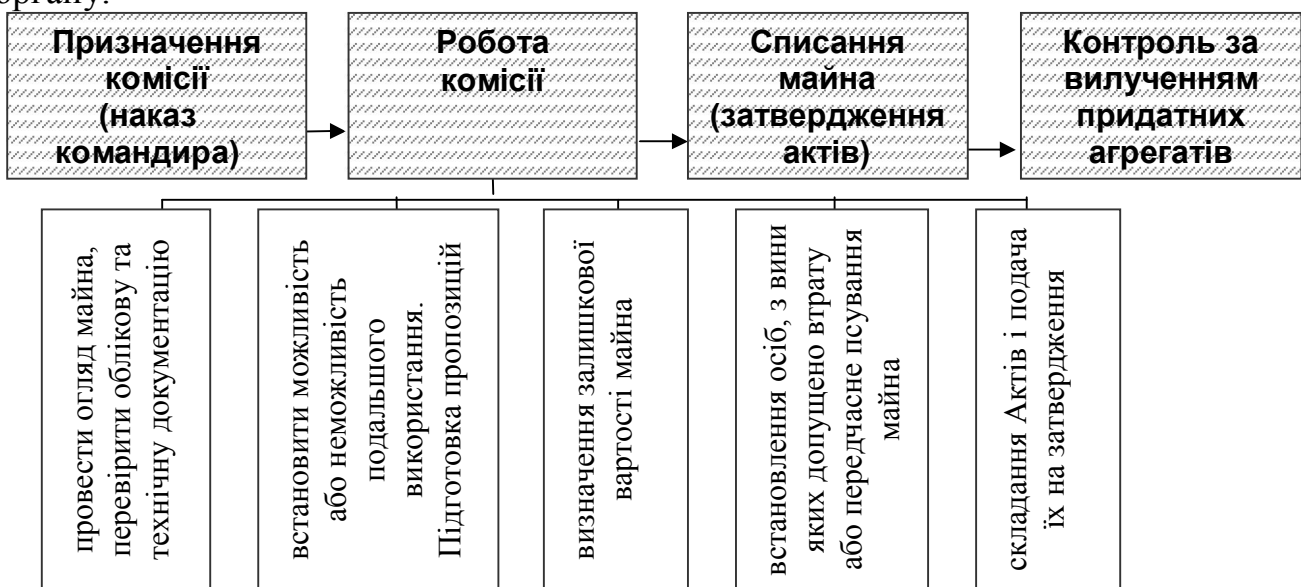 органу.
Призначення
комісії
(наказ
командира)
Робота
комісії
Списання
майна
(затвердження
актів)
Контроль за
вилученням
придатних
агрегатів
провести огляд майна,
перевірити облікову та
технічну документацію
встановити можливість
або неможливість
подальшого
використання.
Підготовка пропозицій
визначення залишкової
вартості майна
встановлення осіб, з вини
яких допущено втрату
або передчасне псування
майна
складання Актів і подача
їх на затвердження